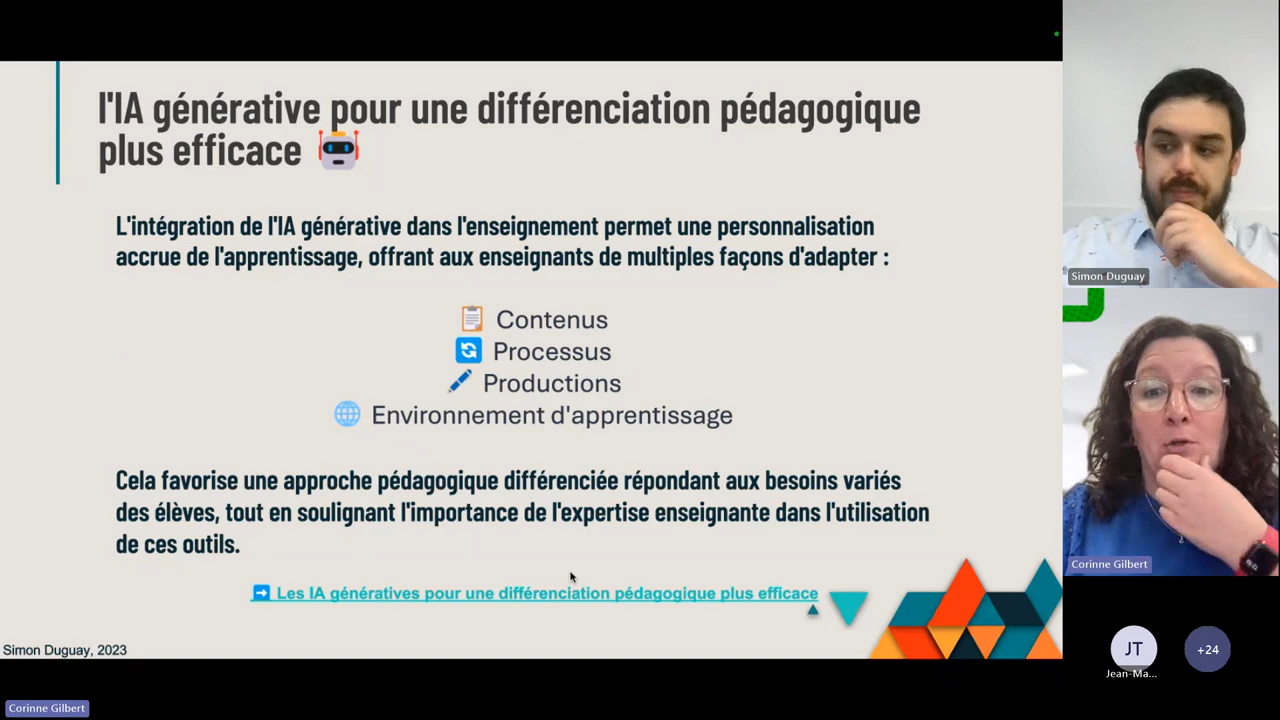 l'IA générative pour une différenciation pédagogique
plus efficace
L'intégration de l'IA générative dans l'enseignement permet une personnalisation
accrue de l'apprentissage, offrant aux enseignants de multiples façons d'adapter :
Contenus
Processus
Productions
Environnement d'apprentissage
Cela favorise une approche pédagogique différenciée répondant aux besoins variés
des élèves, tout en soulignant l'importance de l'expertise enseignante dans l'utilisation
de ces outils.
Les IA génératives pour une différenciation pédagogique plus efficace
Simon Duguay, 2023
Corinne Gilbert
Simon Duguay
Corinne Gilbert
JT
Jean-Ma...
+24